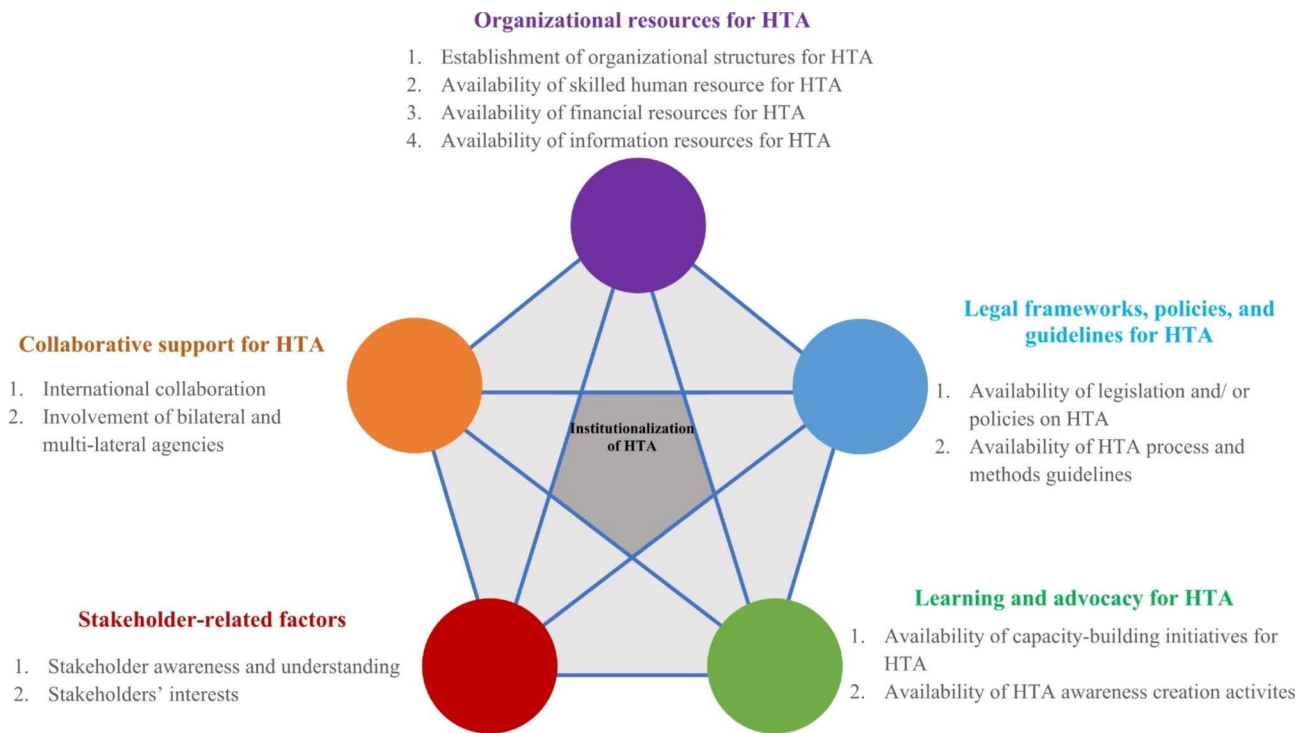 Organizational resources for HTA
1. Establishment of organizational structures for HTA
2. Availability of skilled human resource for HTA
3. Availability of financial resources for HTA
4. Availability of information resources for HTA
Legal frameworks, policies, and
guidelines for HTA
1. Availability of legislation and/ or
policies on HTA
2. Availability of HTA process and
methods guidelines
Collaborative support for HTA
1. International collaboration
2. Involvement of bilateral and
multi-lateral agencies
Institutionalization
of HTA
Stakeholder-related factors
1. Stakeholder awareness and understanding
2. Stakeholders’ interests
Learning and advocacy for HTA
1. Availability of capacity-building initiatives for
HTA
2. Availability of HTA awareness creation activites